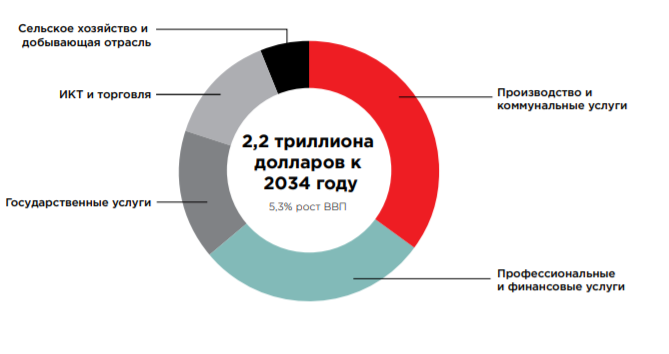 Сельское хозяйство и
добывающая отрасль
ИКТ и торговля
Государственные услуги
2,2 триллиона
долларов к
2034 году
5,3% рост ВВП
Производство и
коммунальные услуги
Профессиональные
и финансовые услуги